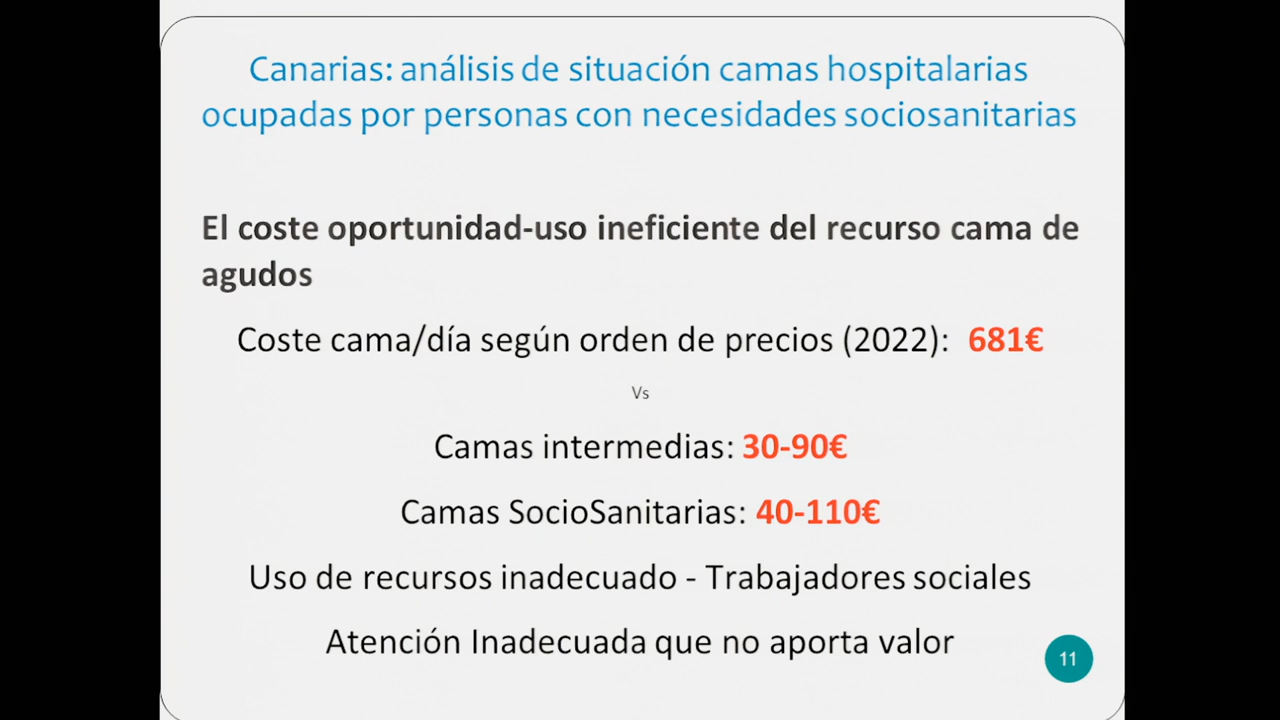 Canarias: análisis de situación camas hospitalarias
ocupadas por personas con necesidades sociosanitarias
El coste oportunidad-uso ineficiente del recurso cama de
agudos
Coste cama/día según orden de precios (2022): 681€
Vs
Camas intermedias: 30-90€
Camas SocioSanitarias: 40-110€
Uso de recursos inadecuado - Trabajadores sociales
Atención Inadecuada que no aporta valor
11